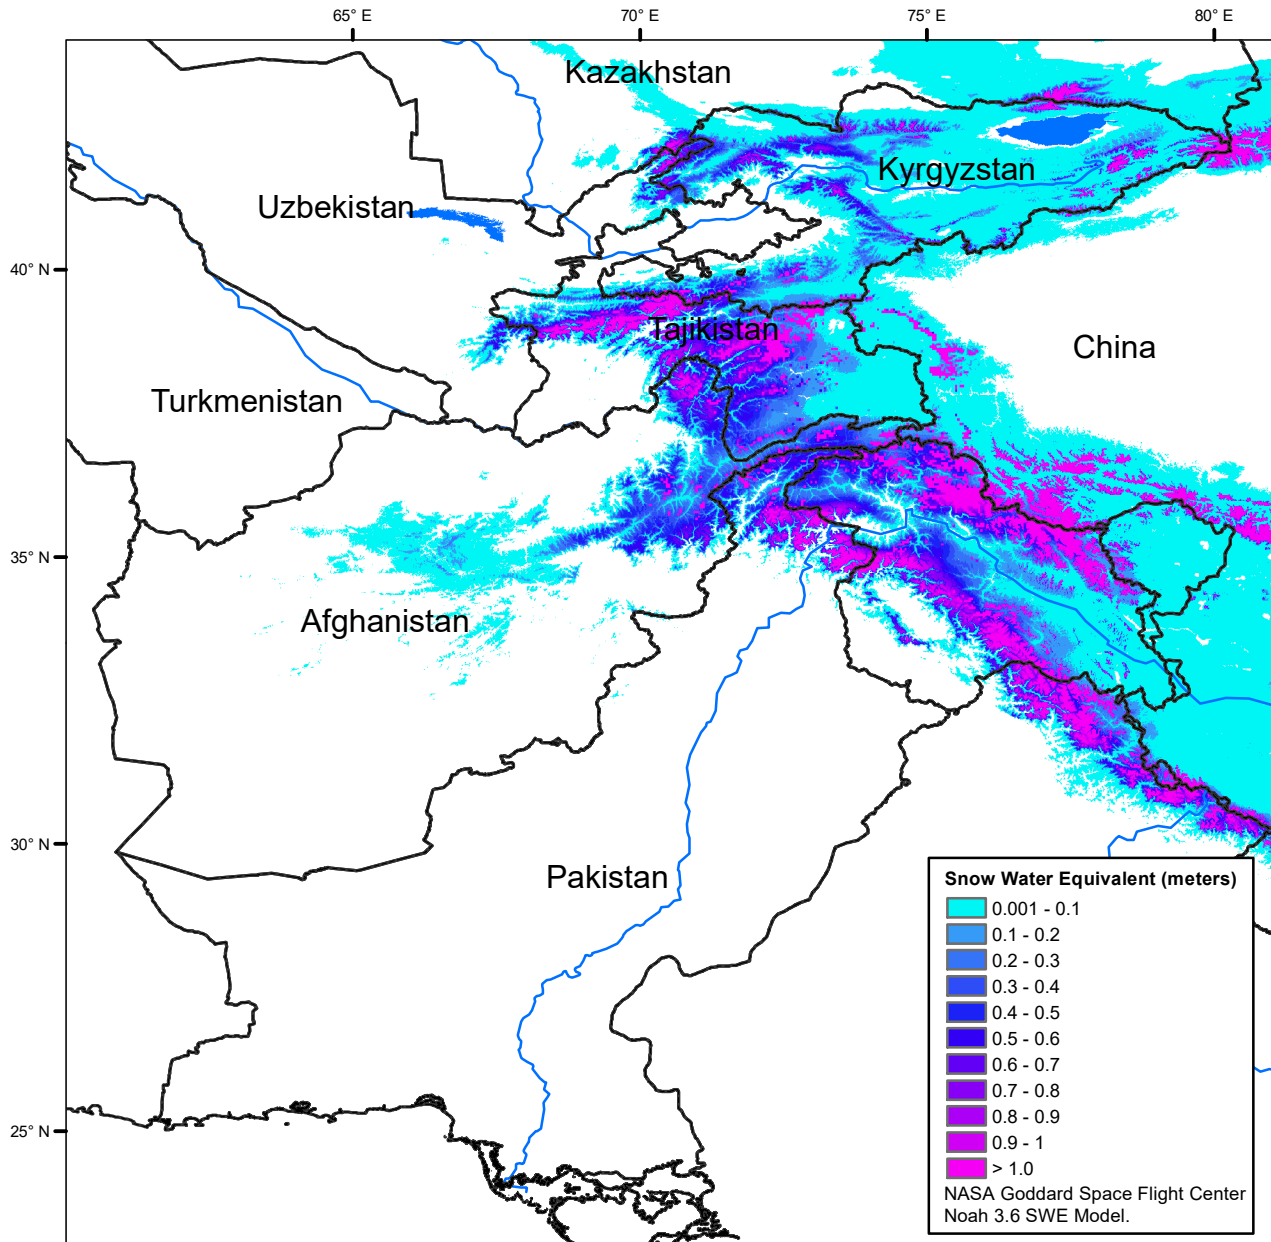 65° E
70° E
75° E
80° E
Kazakhstan
Kyrgyzstan
Uzbekistan
40° N
Tajikistan
China
Turkmenistan
35° N
Afghanistan
30° N
Pakistan
25° N
Snow Water Equivalent (meters)
0.001 - 0.1
0.1 - 0.2
0.2 - 0.3
0.3 - 0.4
0.4 - 0.5
0.5 - 0.6
0.6 - 0.7
0.7 - 0.8
0.8 - 0.9
0.9 - 1
> 1.0
NASA Goddard Space Flight Center
Noah 3.6 SWE Model.